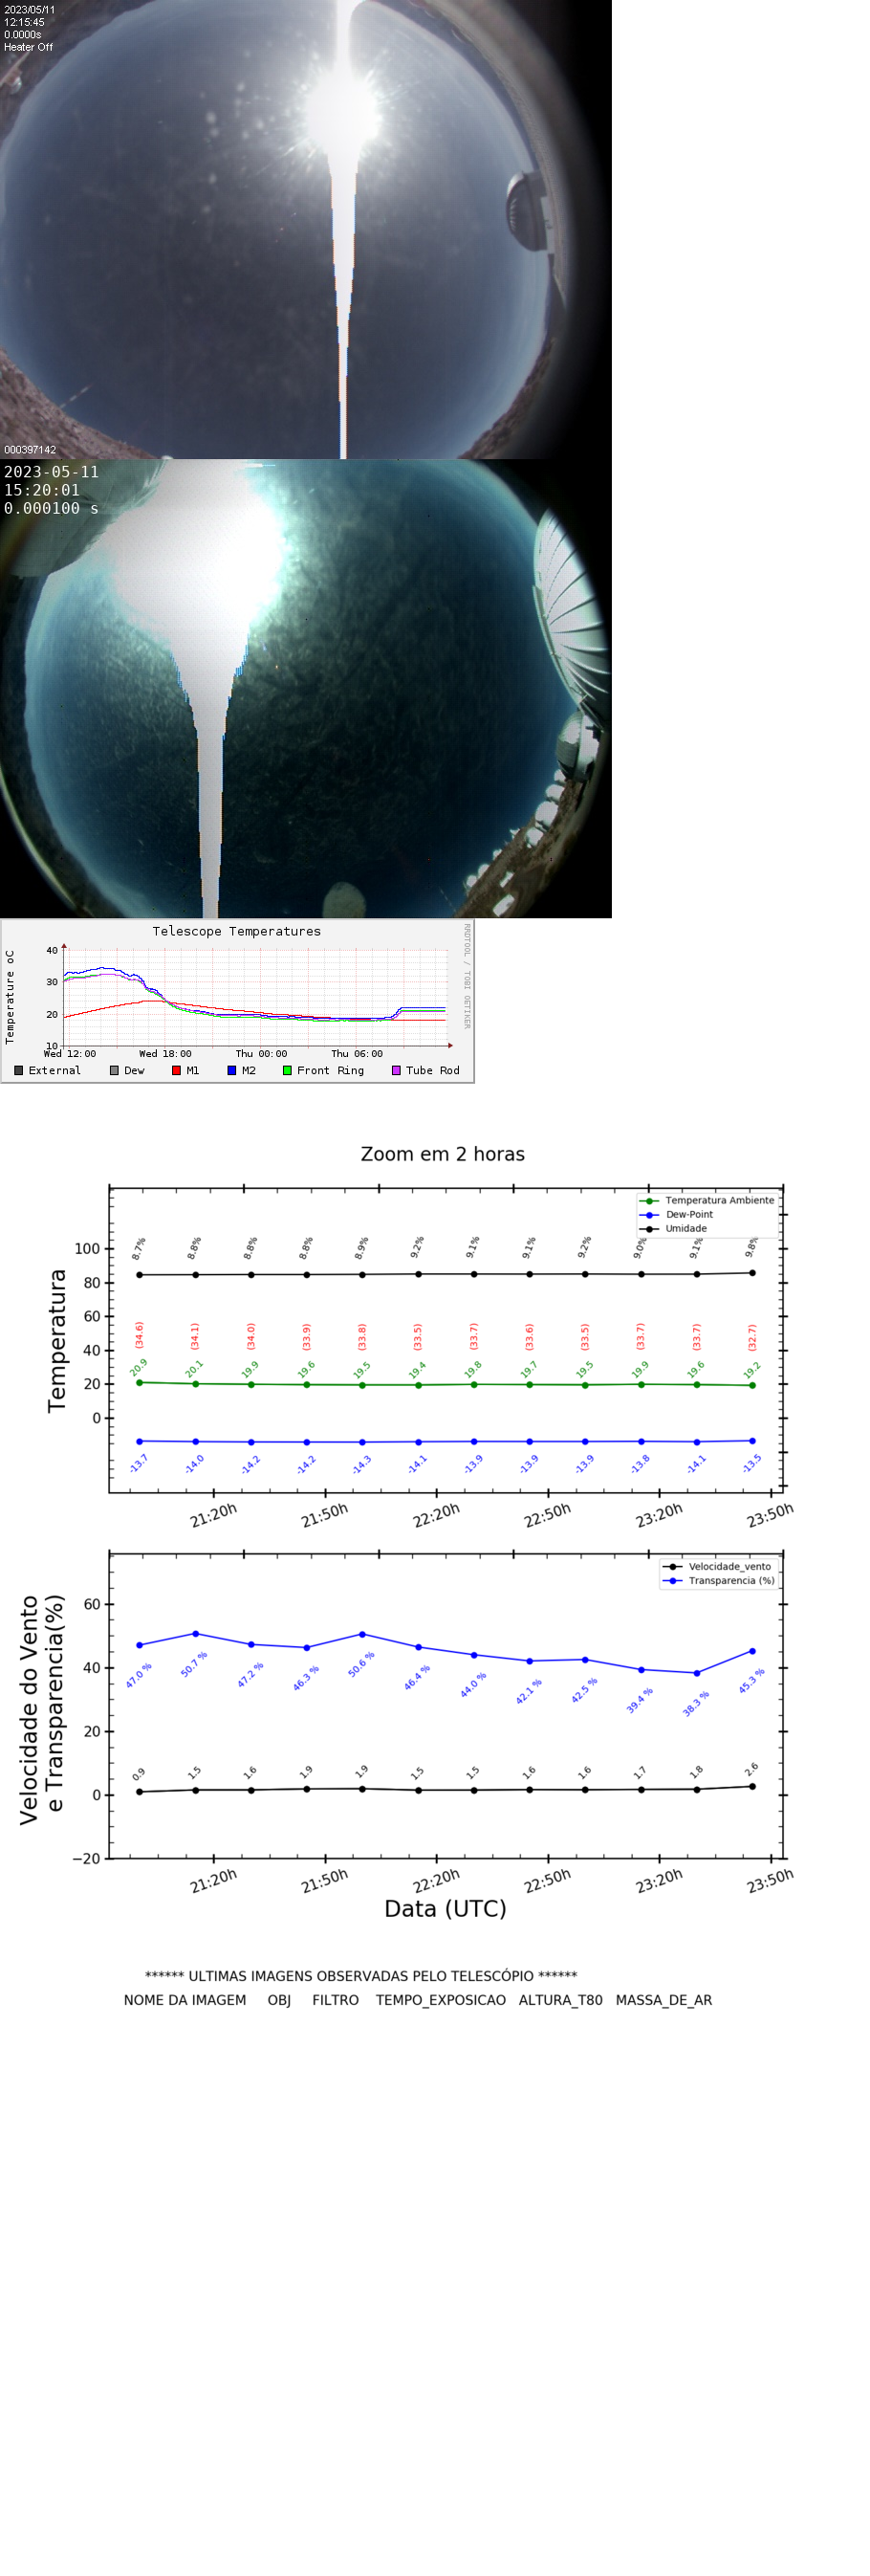 2023/05/11
12:15:45
0.0000s
Heater Off
000397142
2023-05-11
15:20:01
0.000100 s
Telescope Temperatures
RRDTOOL / TOBI OETIKER
Temperature oC
40
30
20
10
Wed 12:00 Wed 18:00 Thu 00:00 Thu 06:00
External Dew M1 M2 Front Ring Tube Rod
Zoom em 2 horas
Temperatura Ambiente
Dew-Point
Umidade
Temperatura
100
80
60
40
20
0
8.7% 8.8% 8.8% 8.8% 8.9% 9.2% 9.1% 9.1% 9.2% 9.0% 9.1% 9.8%
(34.6) (34.1) (34.0) (33.9) (33.8) (33.5) (33.7) (33.6) (33.5) (33.7) (33.7) (32.7)
20.9 20.1 19.9 19.6 19.5 19.4 19.8 19.7 19.5 19.9 19.6 19.2
-13.7 -14.0 -14.2 -14.2 -14.3 -14.1 -13.9 -13.9 -13.9 -13.8 -14.1 -13.5
21:20h 21:50h 22:20h 22:50h 23:20h 23:50h
Velocidade_vento
Transparencia (%)
Velocidade do Vento
e Transparencia(%)
60
40
20
0
−20
47.0 % 50.7 % 47.2 % 46.3 % 50.6 % 46.4 % 44.0 % 42.1 % 42.5 % 39.4 % 38.3 % 45.3 %
0.9 1.5 1.6 1.9 1.9 1.5 1.5 1.6 1.6 1.7 1.8 2.6
21:20h 21:50h 22:20h 22:50h 23:20h 23:50h
Data (UTC)
****** ULTIMAS IMAGENS OBSERVADAS PELO TELESCÓPIO ******
NOME DA IMAGEM OBJ FILTRO TEMPO_EXPOSICAO ALTURA_T80 MASSA_DE_AR